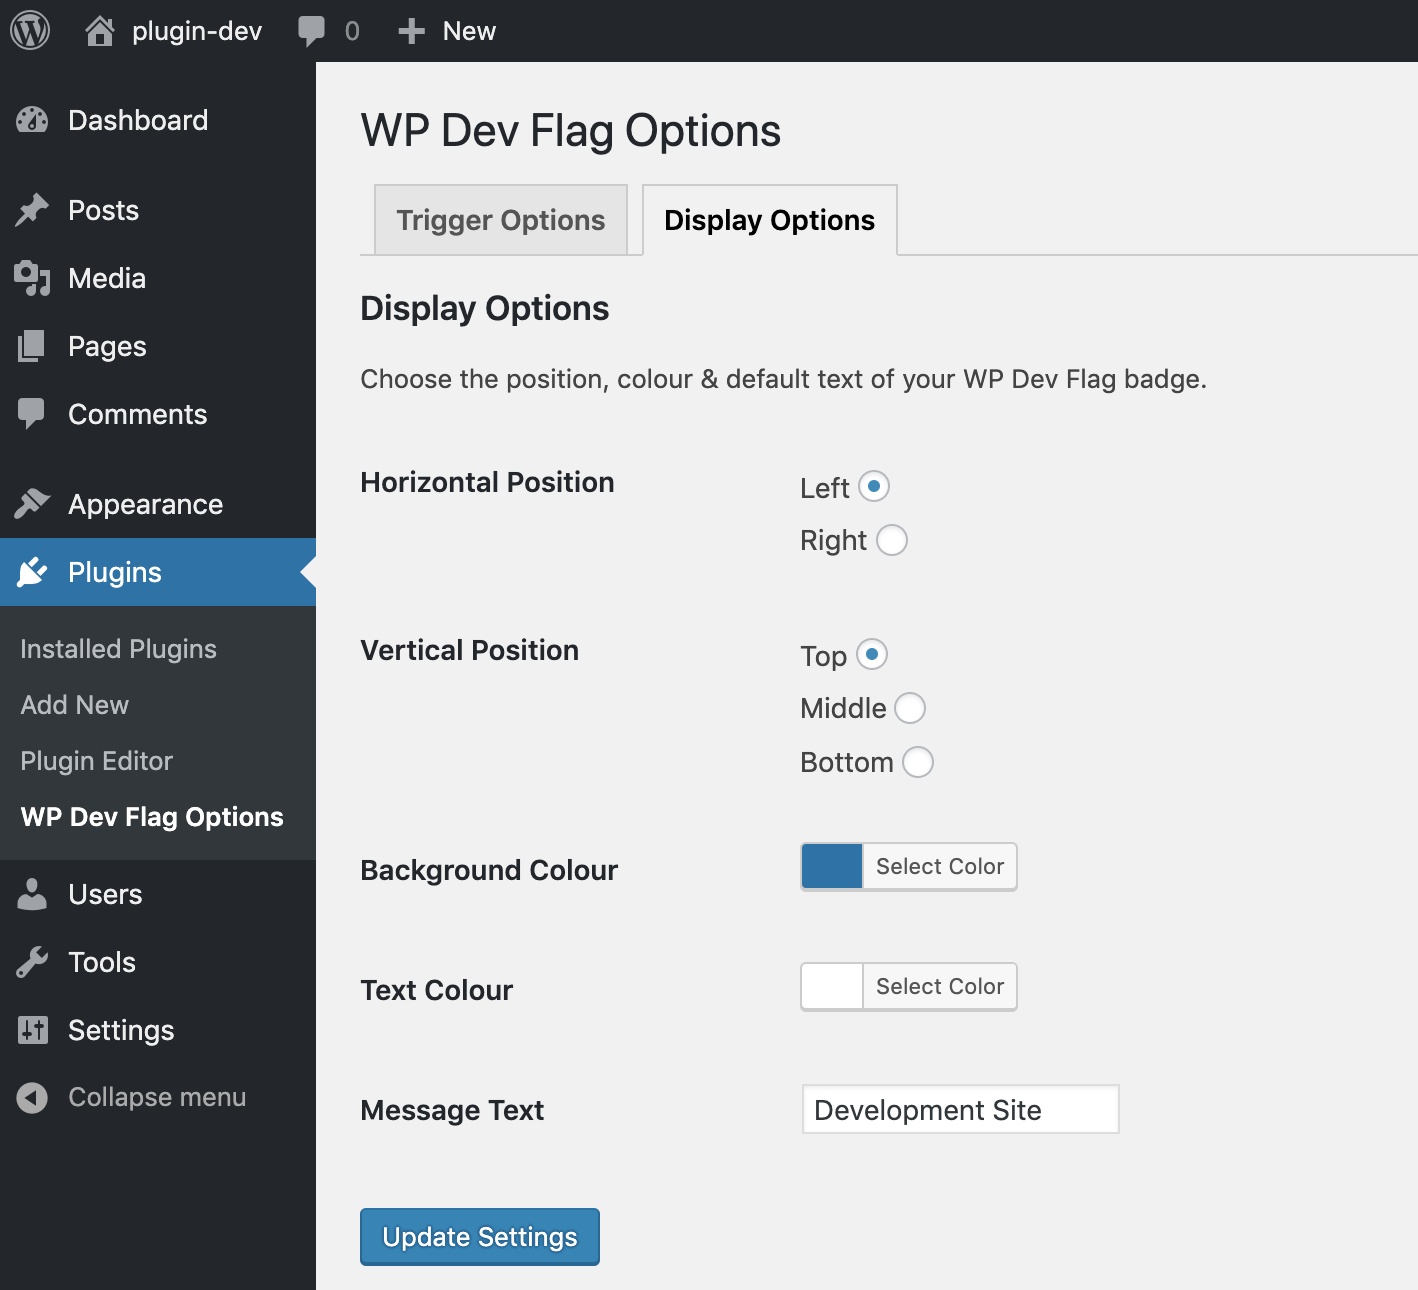 plugin-dev 0 New
Dashboard
Posts
Media
Pages
Comments
Appearance
Plugins
Installed Plugins
Add New
Plugin Editor
WP Dev Flag Options
Users
Tools
Settings
Collapse menu
WP Dev Flag Options
Trigger Options Display Options
Display Options
Choose the position, colour & default text of your WP Dev Flag badge.
Horizontal Position
Left
Right
Vertical Position
Top
Middle
Bottom
Background Colour Select Color
Text Colour Select Color
Message Text Development Site
Update Settings